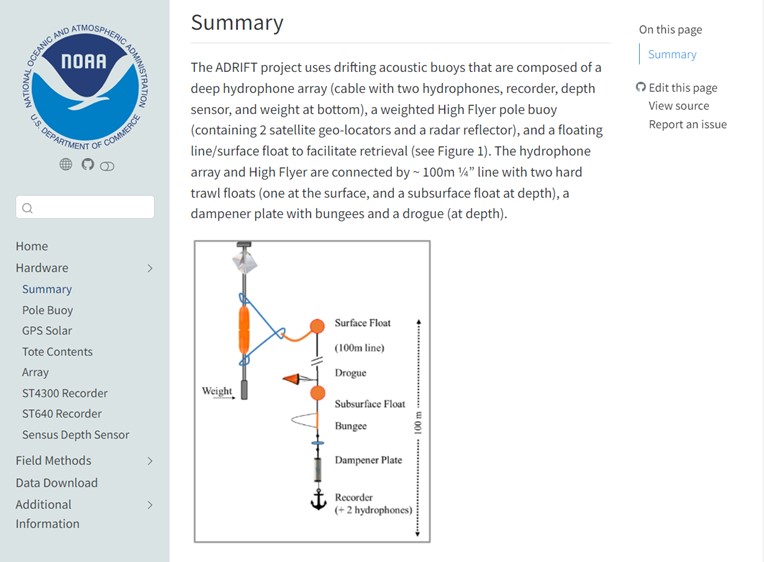 NATIONAL OCEANIC AND ATMOSPHERIC ADMINISTRATION
NOAA
U.S. DEPARTMENT OF COMMERCE
Home
Hardware
Summary
Pole Buoy
GPS Solar
Tote Contents
Array
ST4300 Recorder
ST640 Recorder
Sensus Depth Sensor
Field Methods
Data Download
Additional
Information
Summary
The ADRIFT project uses drifting acoustic buoys that are composed of a
deep hydrophone array (cable with two hydrophones, recorder, depth
sensor, and weight at bottom), a weighted High Flyer pole buoy
(containing 2 satellite geo-locators and a radar reflector), and a floating
line/surface float to facilitate retrieval (see Figure 1). The hydrophone
array and High Flyer are connected by ~ 100m ¼” line with two hard
trawl floats (one at the surface, and a subsurface float at depth), a
dampener plate with bungees and a drogue (at depth).
Surface Float
(100m line)
Drogue
Weight
Subsurface Float
Bungee
100 m
Dampener Plate
Recorder
(+ 2 hydrophones)
On this page
Summary
Edit this page
View source
Report an issue